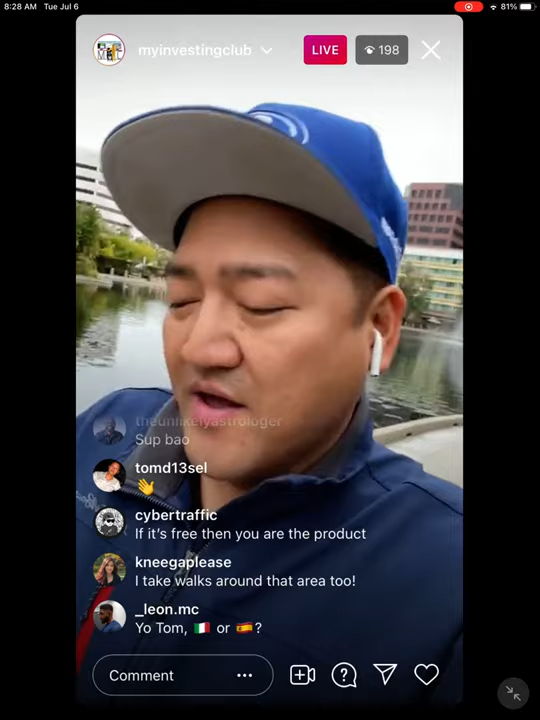 8:28 AM Tue Jul 6
81%
myinvestingclub
LIVE
198
theunlikelyastrologer
Sup bao
tomd13sel
👋
cybertraffic
If it's free then you are the product
kneegaplease
I take walks around that area too!
_leon.mc
Yo Tom, 🇮🇹 or 🇪🇸?
Comment